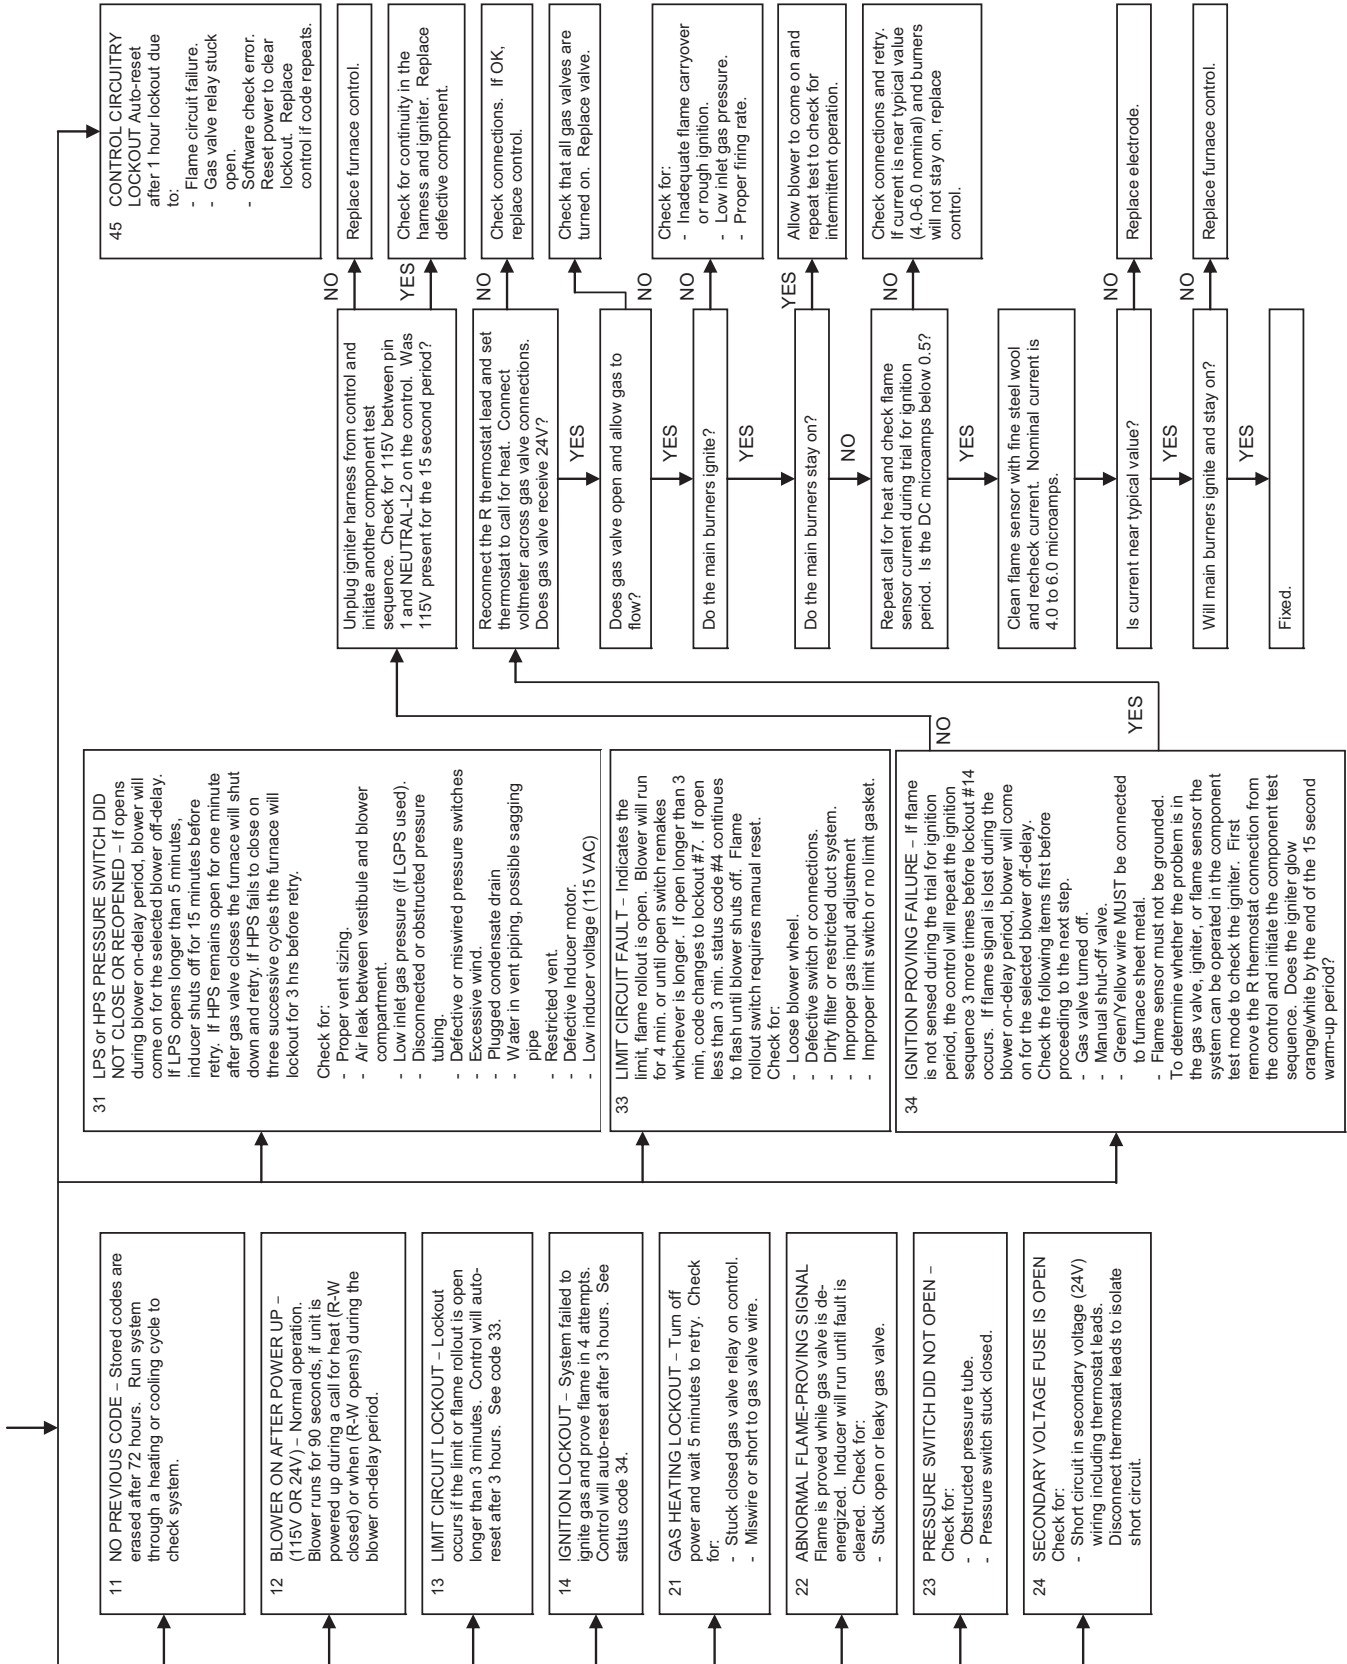 11 NO PREVIOUS CODE – Stored codes are
erased after 72 hours. Run system
through a heating or cooling cycle to
check system.
12 BLOWER ON AFTER POWER UP –
(115V OR 24V) – Normal operation.
Blower runs for 90 seconds, if unit is
powered up during a call for heat (R-W
closed) or when (R-W opens) during the
blower on-delay period.
13 LIMIT CIRCUIT LOCKOUT – Lockout
occurs if the limit or flame rollout is open
longer than 3 minutes. Control will auto-
reset after 3 hours. See code 33.
14 IGNITION LOCKOUT – System failed to
ignite gas and prove flame in 4 attempts.
Control will auto-reset after 3 hours. See
status code 34.
21 GAS HEATING LOCKOUT – Turn off
power and wait 5 minutes to retry. Check
for:
- Stuck closed gas valve relay on control.
- Miswire or short to gas valve wire.
22 ABNORMAL FLAME-PROVING SIGNAL
Flame is proved while gas valve is de-
energized. Inducer will run until fault is
cleared. Check for:
- Stuck open or leaky gas valve.
23 PRESSURE SWITCH DID NOT OPEN –
Check for:
- Obstructed pressure tube.
- Pressure switch stuck closed.
24 SECONDARY VOLTAGE FUSE IS OPEN
Check for:
- Short circuit in secondary voltage (24V)
wiring including thermostat leads.
Disconnect thermostat leads to isolate
short circuit.
31 LPS or HPS PRESSURE SWITCH DID
NOT CLOSE OR REOPENED – If opens
during blower on-delay period, blower will
come on for the selected blower off-delay.
If LPS opens longer than 5 minutes,
inducer shuts off for 15 minutes before
retry. If HPS remains open for one minute
after gas valve closes the furnace will shut
down and retry. If HPS fails to close on
three successive cycles the furnace will
lockout for 3 hrs before retry.
Check for:
- Proper vent sizing.
- Air leak between vestibule and blower
compartment.
- Low inlet gas pressure (if LGPS used).
- Disconnected or obstructed pressure
tubing.
- Defective or miswired pressure switches
- Excessive wind.
- Plugged condensate drain
- Water in vent piping, possible sagging
pipe
- Restricted vent.
- Defective Inducer motor.
- Low inducer voltage (115 VAC)
33 LIMIT CIRCUIT FAULT – Indicates the
limit, flame rollout is open. Blower will run
for 4 min. or until open switch remakes
whichever is longer. If open longer than 3
min, code changes to lockout #7. If open
less than 3 min. status code #4 continues
to flash until blower shuts off. Flame
rollout switch requires manual reset.
Check for:
- Loose blower wheel.
- Defective switch or connections.
- Dirty filter or restricted duct system.
- Improper gas input adjustment
- Improper limit switch or no limit gasket.
34 IGNITION PROVING FAILURE – If flame
is not sensed during the trial for ignition
period, the control will repeat the ignition
sequence 3 more times before lockout #14
occurs. If flame signal is lost during the
blower on-delay period, blower will come
on for the selected blower off-delay.
Check the following items first before
proceeding to the next step.
- Gas valve turned off.
- Manual shut-off valve.
- Green/Yellow wire MUST be connected
to furnace sheet metal.
- Flame sensor must not be grounded.
To determine whether the problem is in
the gas valve, igniter, or flame sensor the
system can be operated in the component
test mode to check the igniter. First
remove the R thermostat connection from
the control and initiate the component test
sequence. Does the igniter glow
orange/white by the end of the 15 second
warm-up period?
NO
YES
Unplug igniter harness from control and
initiate another component test
sequence. Check for 115V between pin
1 and NEUTRAL-L2 on the control. Was
115V present for the 15 second period?
NO
YES
Reconnect the R thermostat lead and set
thermostat to call for heat. Connect
voltmeter across gas valve connections.
Does gas valve receive 24V?
NO
YES
Does gas valve open and allow gas to
flow?
NO
YES
Do the main burners ignite?
NO
YES
Do the main burners stay on?
YES
NO
Repeat call for heat and check flame
sensor current during trial for ignition
period. Is the DC microamps below 0.5?
NO
YES
Clean flame sensor with fine steel wool
and recheck current. Nominal current is
4.0 to 6.0 microamps.
Is current near typical value?
NO
YES
Will main burners ignite and stay on?
NO
YES
Fixed.
45 CONTROL CIRCUITRY
LOCKOUT Auto-reset
after 1 hour lockout due
to:
- Flame circuit failure.
- Gas valve relay stuck
open.
- Software check error.
Reset power to clear
lockout. Replace
control if code repeats.
Replace furnace control.
Check for continuity in the
harness and igniter. Replace
defective component.
Check connections. If OK,
replace control.
Check that all gas valves are
turned on. Replace valve.
Check for:
- Inadequate flame carryover
or rough ignition.
- Low inlet gas pressure.
- Proper firing rate.
Allow blower to come on and
repeat test to check for
intermittent operation.
Check connections and retry.
If current is near typical value
(4.0-6.0 nominal) and burners
will not stay on, replace
control.
Replace electrode.
Replace furnace control.